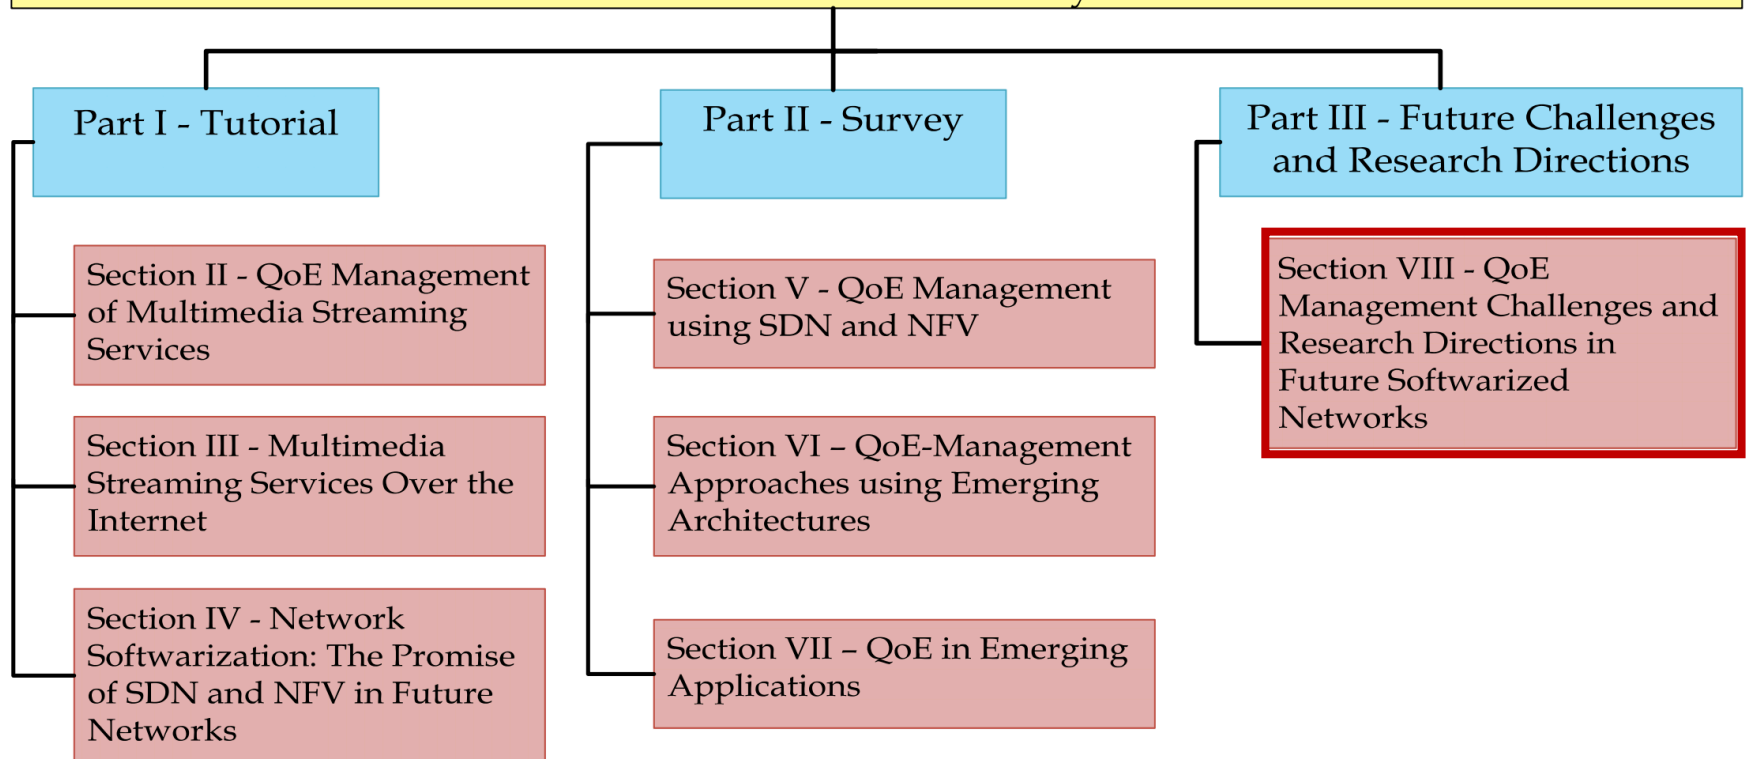 Part I - Tutorial
Section II - QoE Management
of Multimedia Streaming
Services
Section III - Multimedia
Streaming Services Over the
Internet
Section IV - Network
Softwarization: The Promise
of SDN and NFV in Future
Networks
Part II - Survey
Section V - QoE Management
using SDN and NFV
Section VI – QoE-Management
Approaches using Emerging
Architectures
Section VII – QoE in Emerging
Applications
Part III - Future Challenges
and Research Directions
Section VIII - QoE
Management Challenges and
Research Directions in
Future Softwarized
Networks